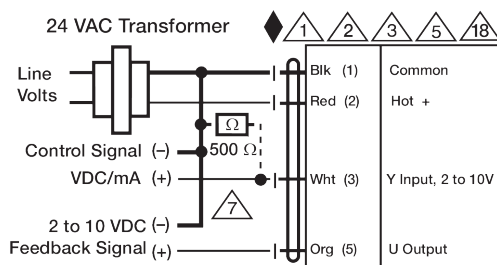 24 VAC Transformer
1 2 3 5 18
Line
Volts
Blk (1) Common
Red (2) Hot +
Ω
500 Ω
Control Signal (−)
VDC/mA (+)
Wht (3) Y Input, 2 to 10V
7
2 to 10 VDC (−)
Feedback Signal (+)
Org (5) U Output